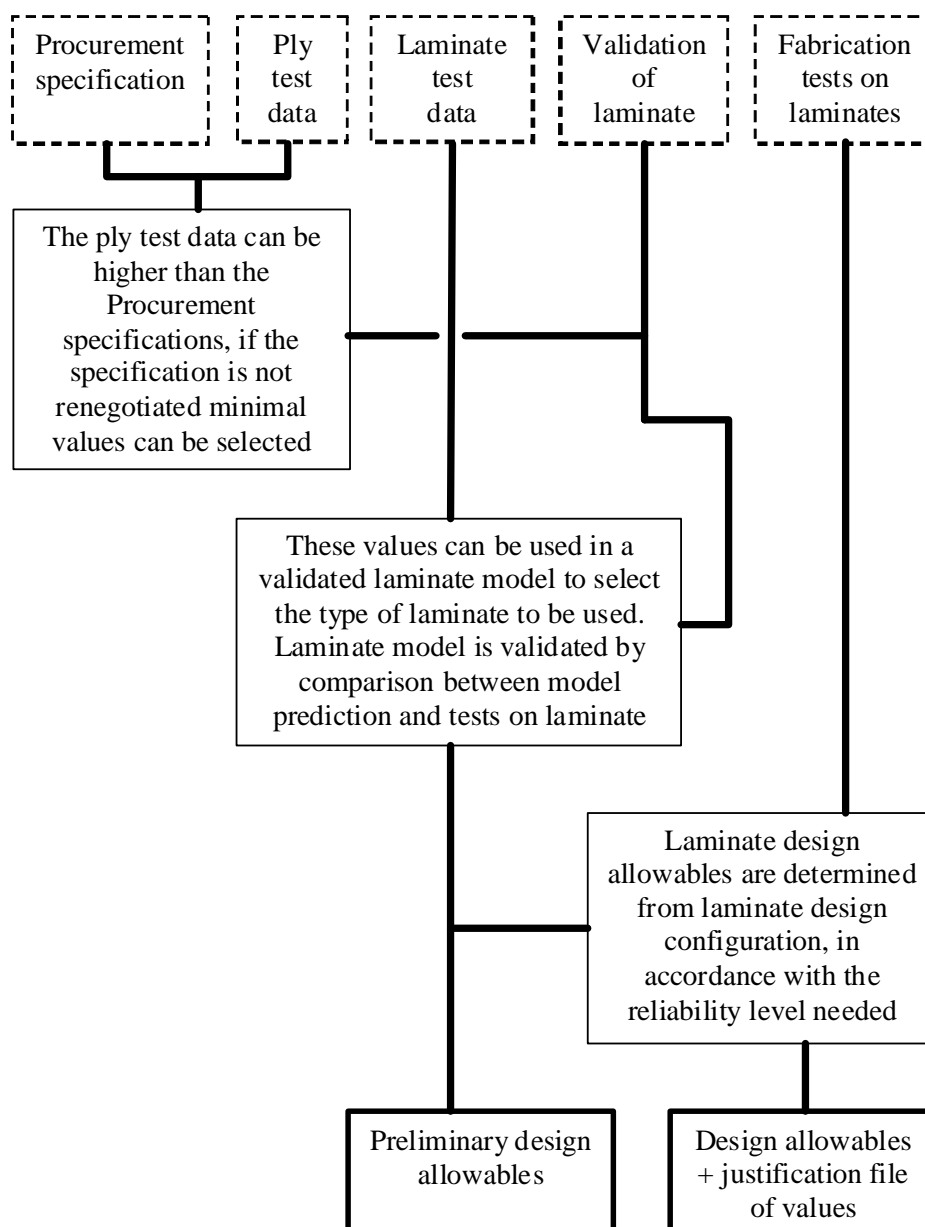 Procurement
specification
Ply
test
data
Laminate
test
data
Validation
of
laminate
Fabrication
tests on
laminates
The ply test data can be
higher than the
Procurement
specifications, if the
specification is not
renegotiated minimal
values can be selected
These values can be used in a
validated laminate model to select
the type of laminate to be used.
Laminate model is validated by
comparison between model
prediction and tests on laminate
Laminate design
allowables are determined
from laminate design
configuration, in
accordance with the
reliability level needed
Preliminary design
allowables
Design allowables
+ justification file
of values